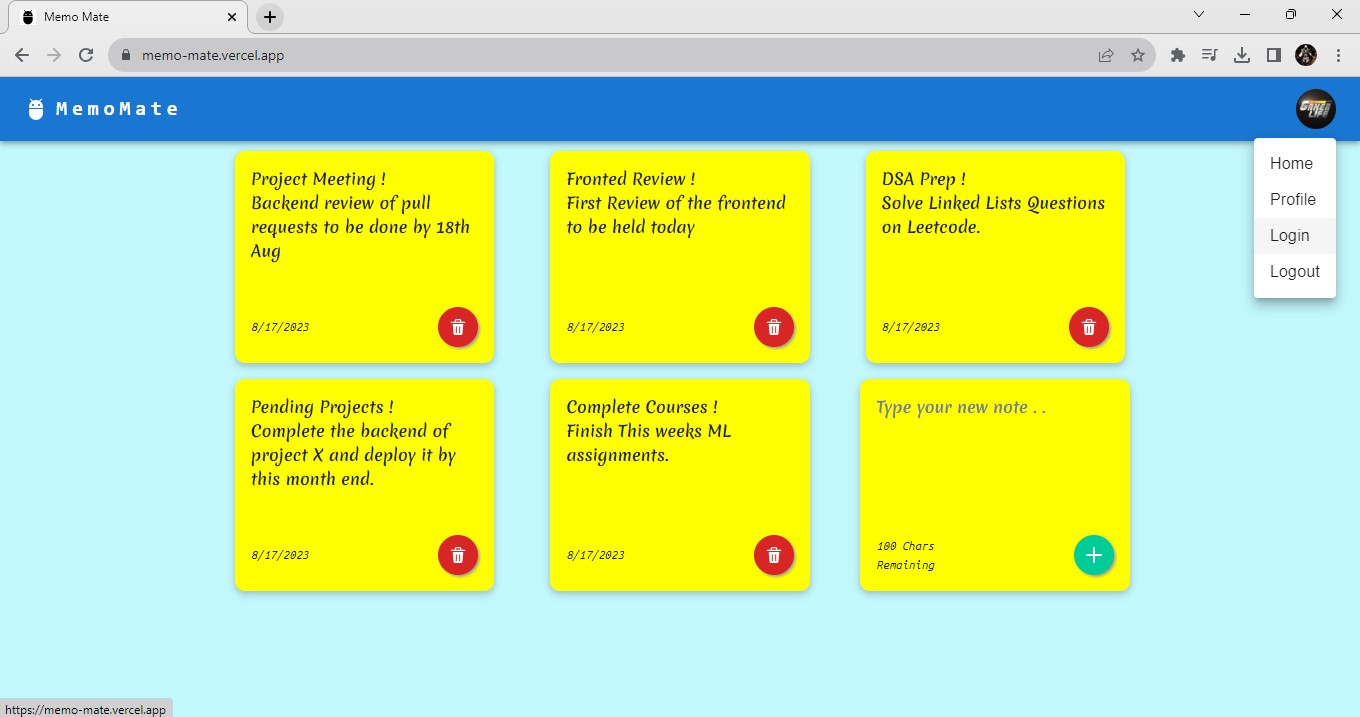 Memo Mate
memo-mate.vercel.app
MemoMate
GAMER LIFE
Home
Profile
Login
Logout
Project Meeting !
Backend review of pull
requests to be done by 18th
Aug
8/17/2023
Fronted Review !
First Review of the frontend
to be held today
8/17/2023
DSA Prep !
Solve Linked Lists Questions
on Leetcode.
8/17/2023
Pending Projects !
Complete the backend of
project X and deploy it by
this month end.
8/17/2023
Complete Courses !
Finish This weeks ML
assignments.
8/17/2023
Type your new note . .
100 Chars
Remaining
https://memo-mate.vercel.app